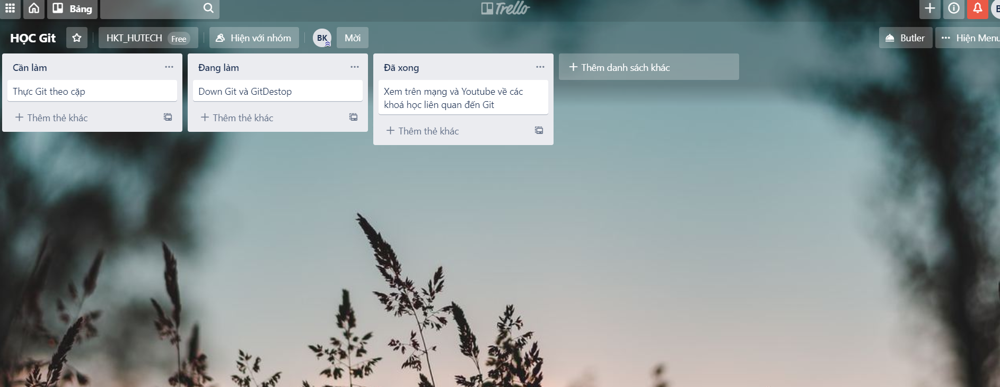 Bảng
Trello
HỌC Git
HKT_HUTECH Free
Hiện với nhóm
BK
Mời
Butler
Hiện Menu
Cần làm
Thực Git theo cặp
+ Thêm thẻ khác
Đang làm
Down Git và GitDestop
+ Thêm thẻ khác
Đã xong
Xem trên mạng và Youtube về các
khoá học liên quan đến Git
+ Thêm thẻ khác
+ Thêm danh sách khác